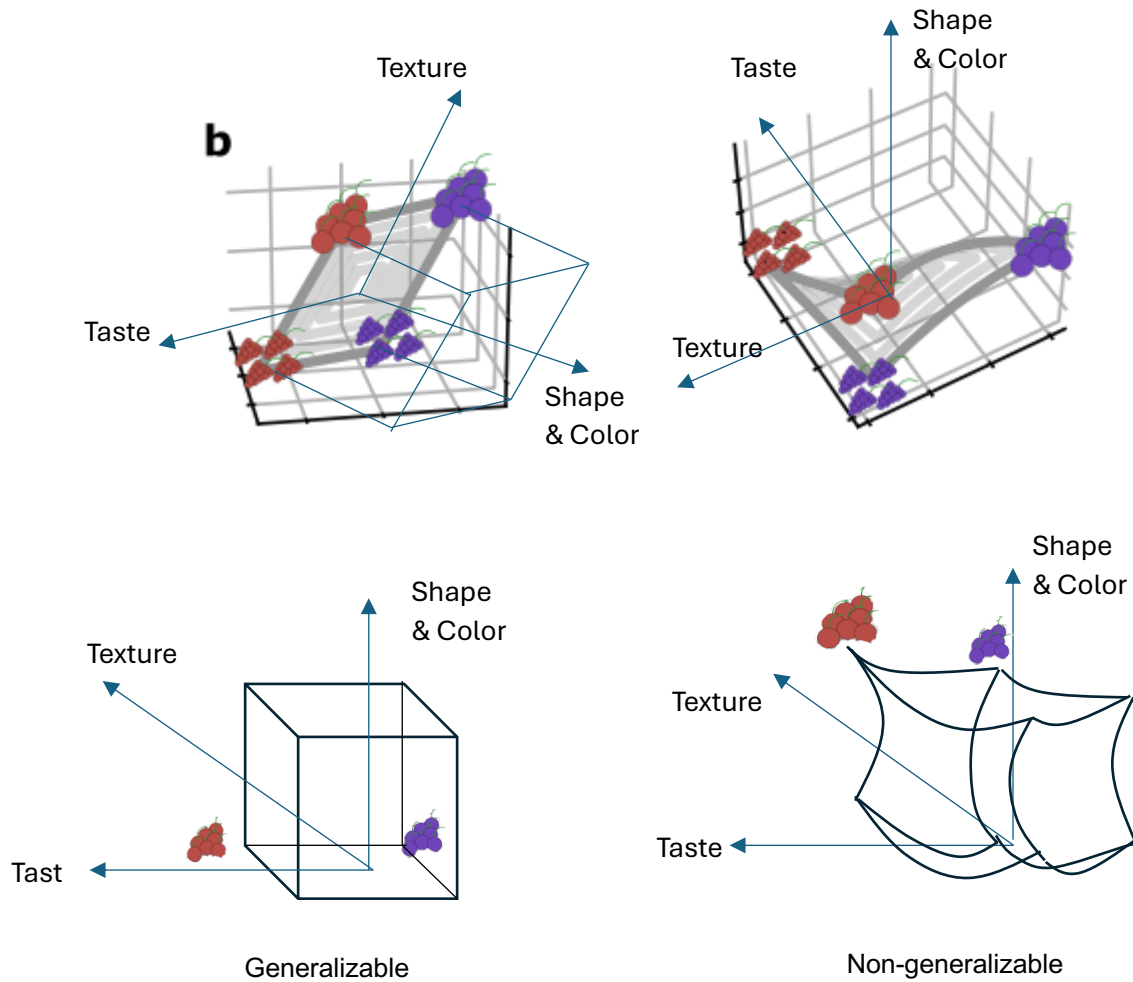 Texture
b
Taste
Shape
& Color
Shape
& Color
Taste
Texture
Shape
& Color
Texture
Tast
Generalizable
Shape
& Color
Texture
Taste
Non-generalizable